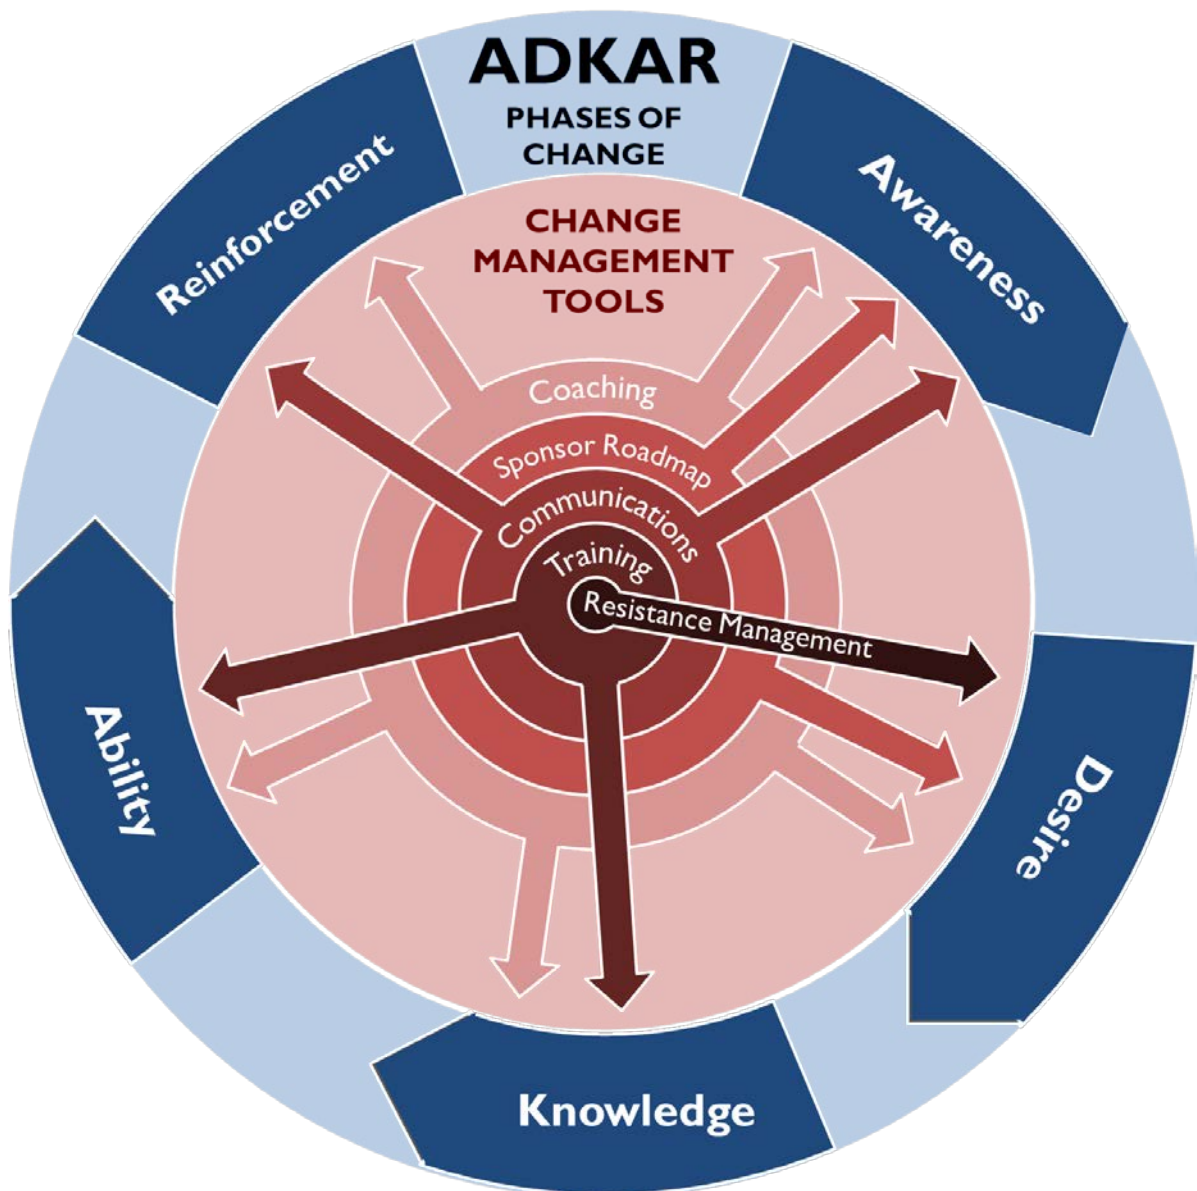 ADKAR
PHASES OF
CHANGE
CHANGE
MANAGEMENT
TOOLS
Awareness
Desire
Knowledge
Ability
Reinforcement
Coaching
Sponsor Roadmap
Communications
Training
Resistance Management